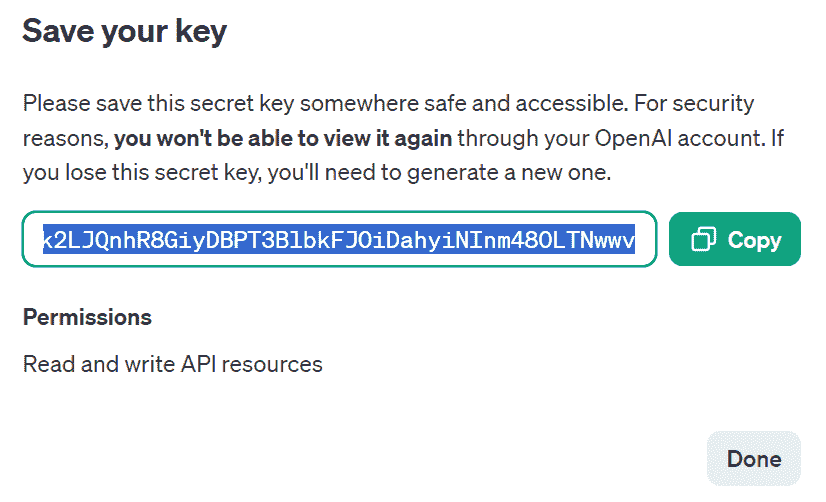 Save your key
Please save this secret key somewhere safe and accessible. For security
reasons, you won't be able to view it again through your OpenAI account. If
you lose this secret key, you'll need to generate a new one.
k2LJQnhR8GiyDBPT3BlbkFJOiDahyiNInm48OLTNwwv
Copy
Permissions
Read and write API resources
Done